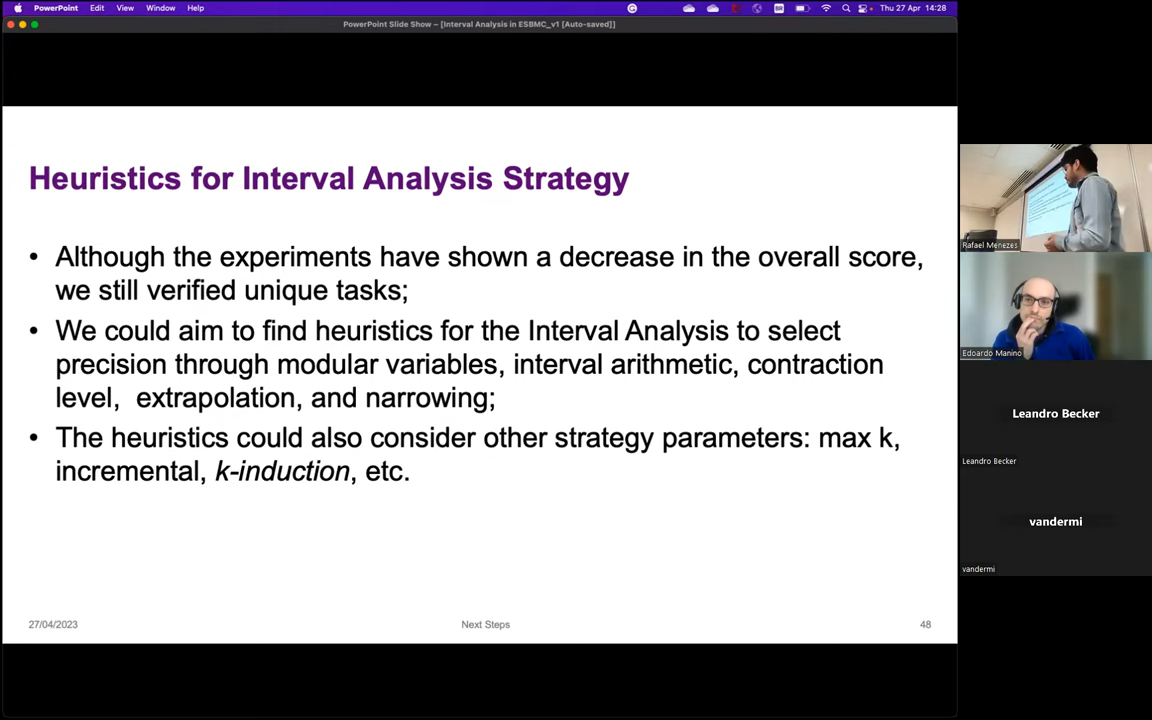 PowerPoint Edit View Window Help Thu 27 Apr 14:28
PowerPoint Slide Show – [Interval Analysis in ESBMC_v1 [Auto-saved]]
Heuristics for Interval Analysis Strategy
• Although the experiments have shown a decrease in the overall score,
we still verified unique tasks;
• We could aim to find heuristics for the Interval Analysis to select
precision through modular variables, interval arithmetic, contraction
level, extrapolation, and narrowing;
• The heuristics could also consider other strategy parameters: max k,
incremental, k-induction, etc.
27/04/2023 Next Steps 48
Rafael Menezes
Edoardo Manino
Leandro Becker
Leandro Becker
vandermi
vandermi